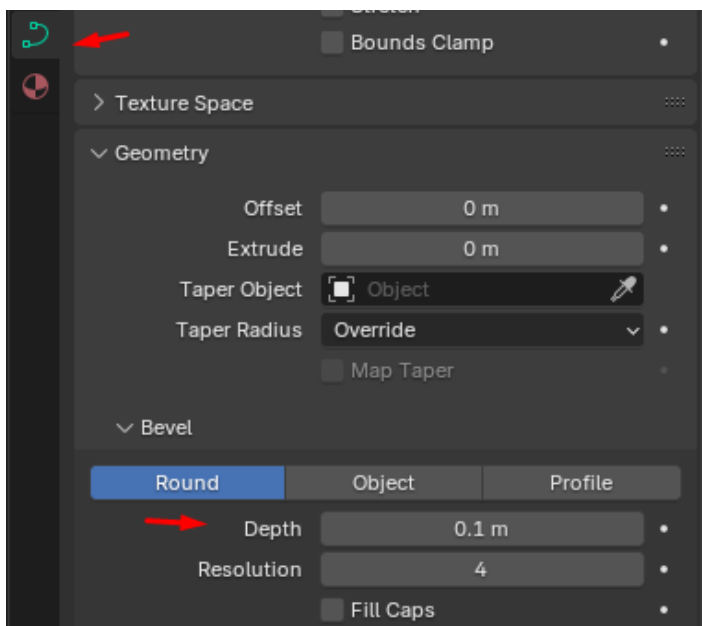 Bounds Clamp
Texture Space
Geometry
Offset 0 m
Extrude 0 m
Taper Object Object
Taper Radius Override
Map Taper
Bevel
Round Object Profile
Depth 0.1 m
Resolution 4
Fill Caps